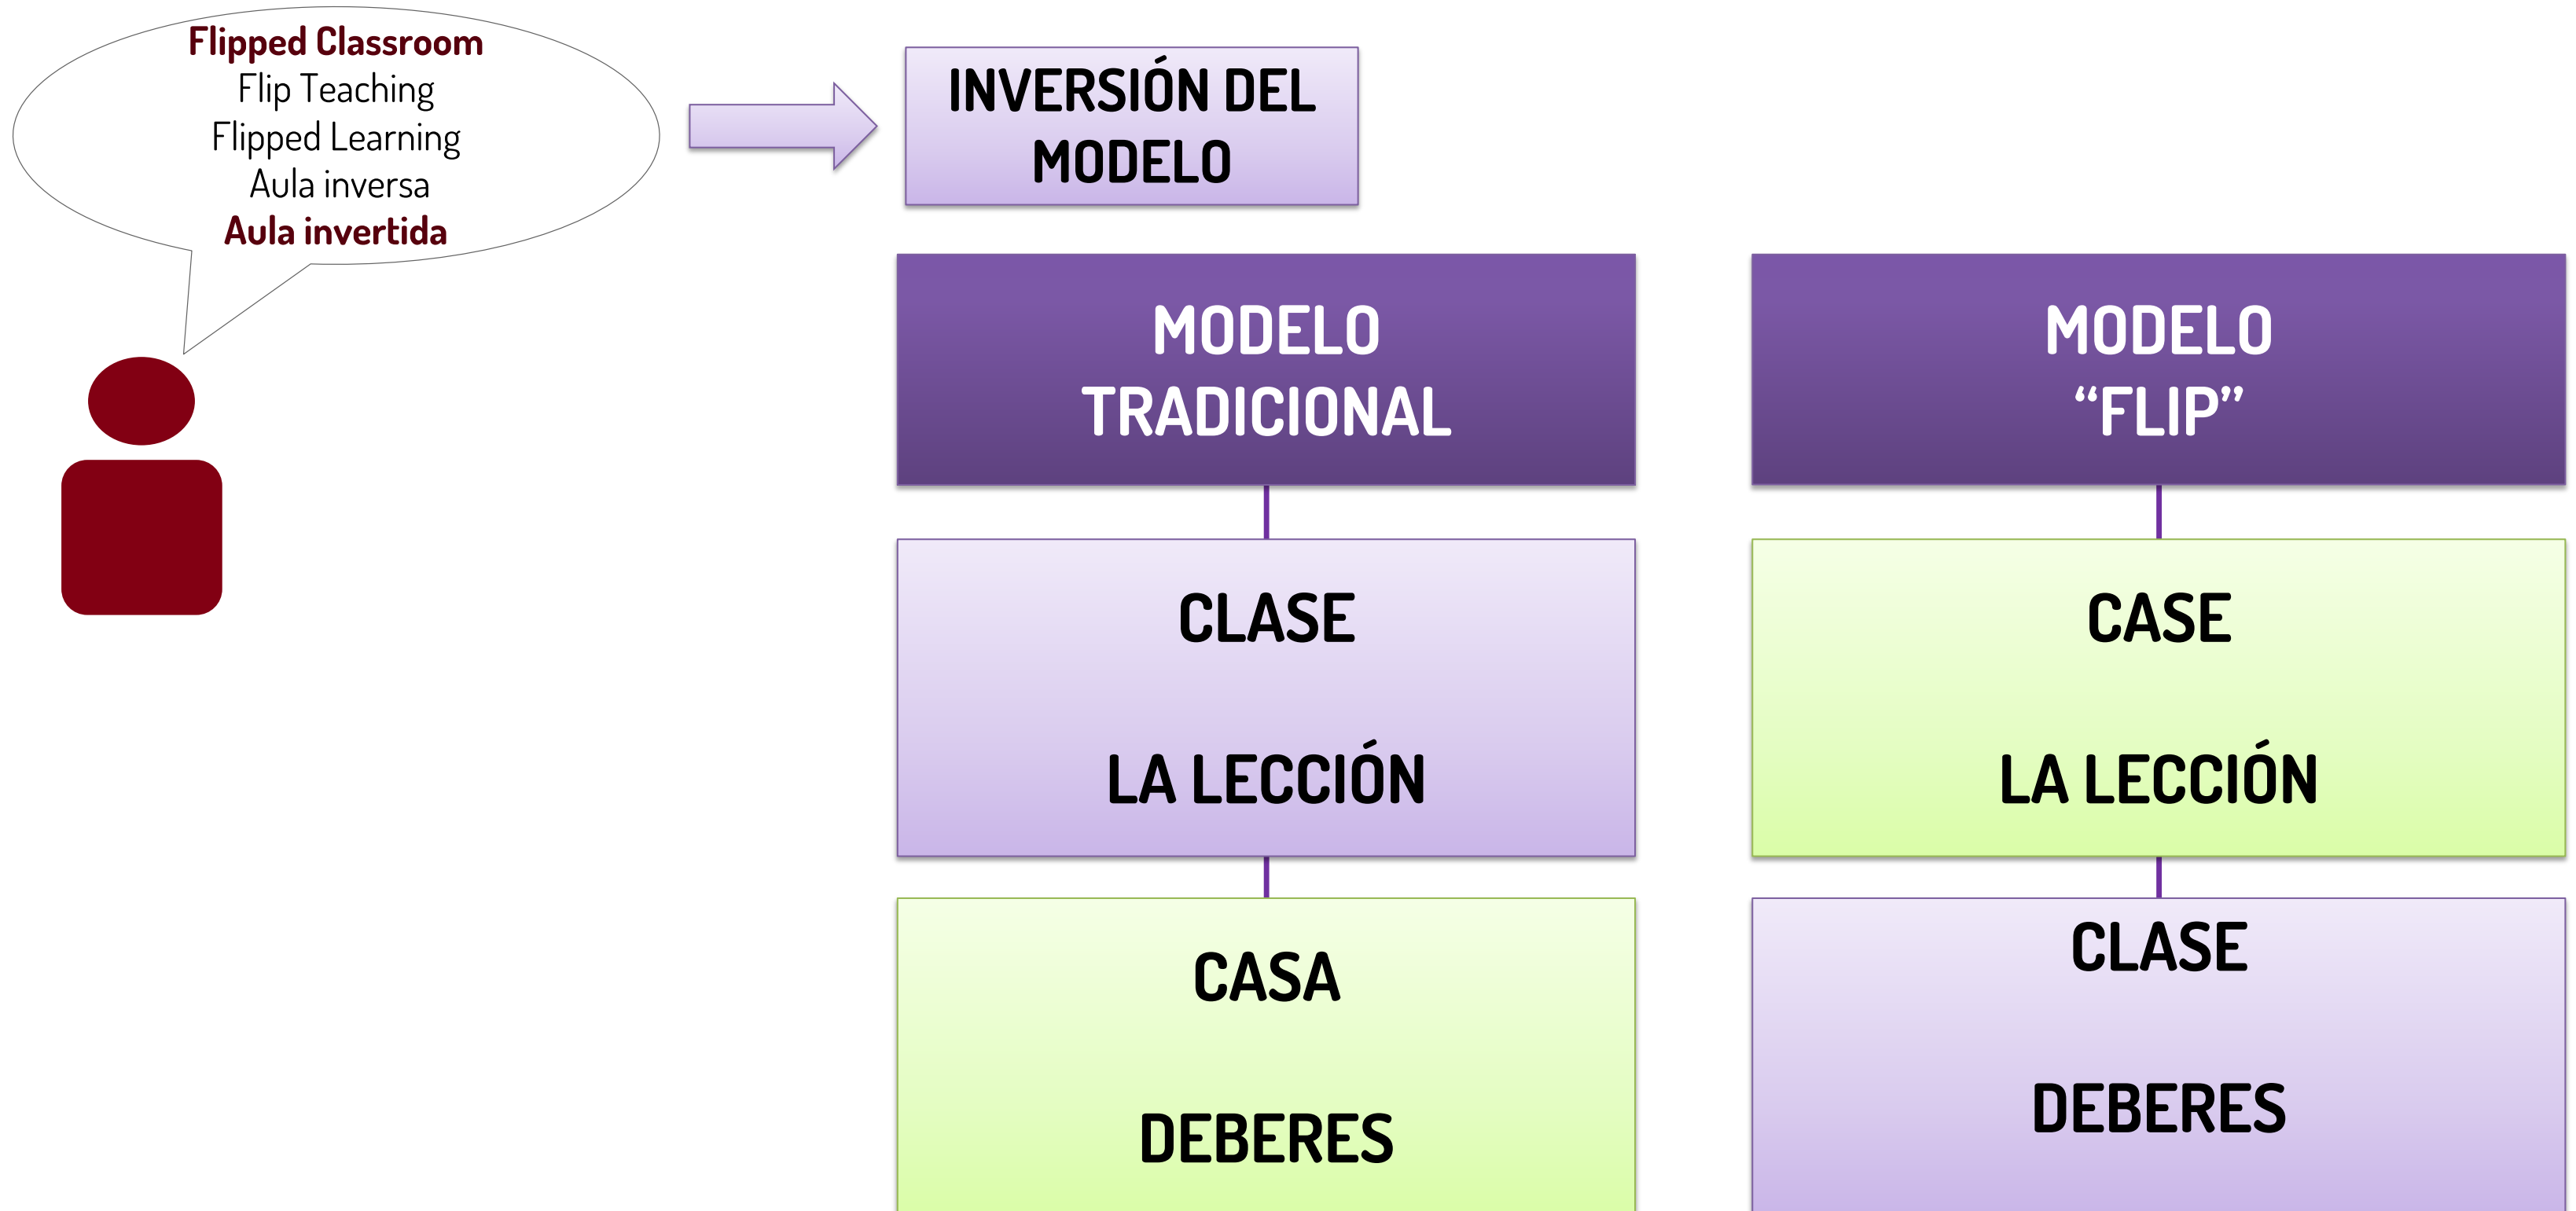 Flipped Classroom
Flip Teaching
Flipped Learning
Aula inversa
Aula invertida
INVERSIÓN DEL
MODELO
MODELO
TRADICIONAL
CLASE
LA LECCIÓN
CASA
DEBERES
MODELO
“FLIP”
CASE
LA LECCIÓN
CLASE
DEBERES